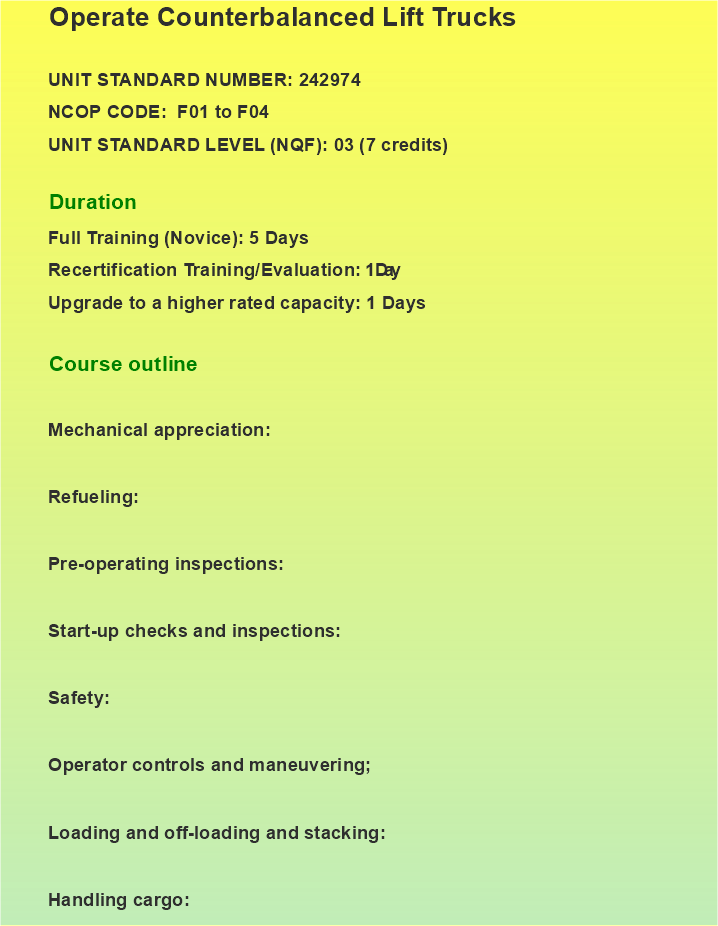 Operate Counterbalanced Lift Trucks
UNIT STANDARD NUMBER: 242974
NCOP CODE:  F01 to F04
UNIT STANDARD LEVEL (NQF): 03 (7 credits)
Duration
Full Training (Novice): 5 Days
Recertification Training/Evaluation: 1Day
Upgrade to a higher rated capacity: 1 Days
Course outline
Mechanical appreciation:
Refueling:
Pre-operating inspections:
Start-up checks and inspections:
Safety:
Operator controls and maneuvering;
Loading and off-loading and stacking:
Handling cargo: